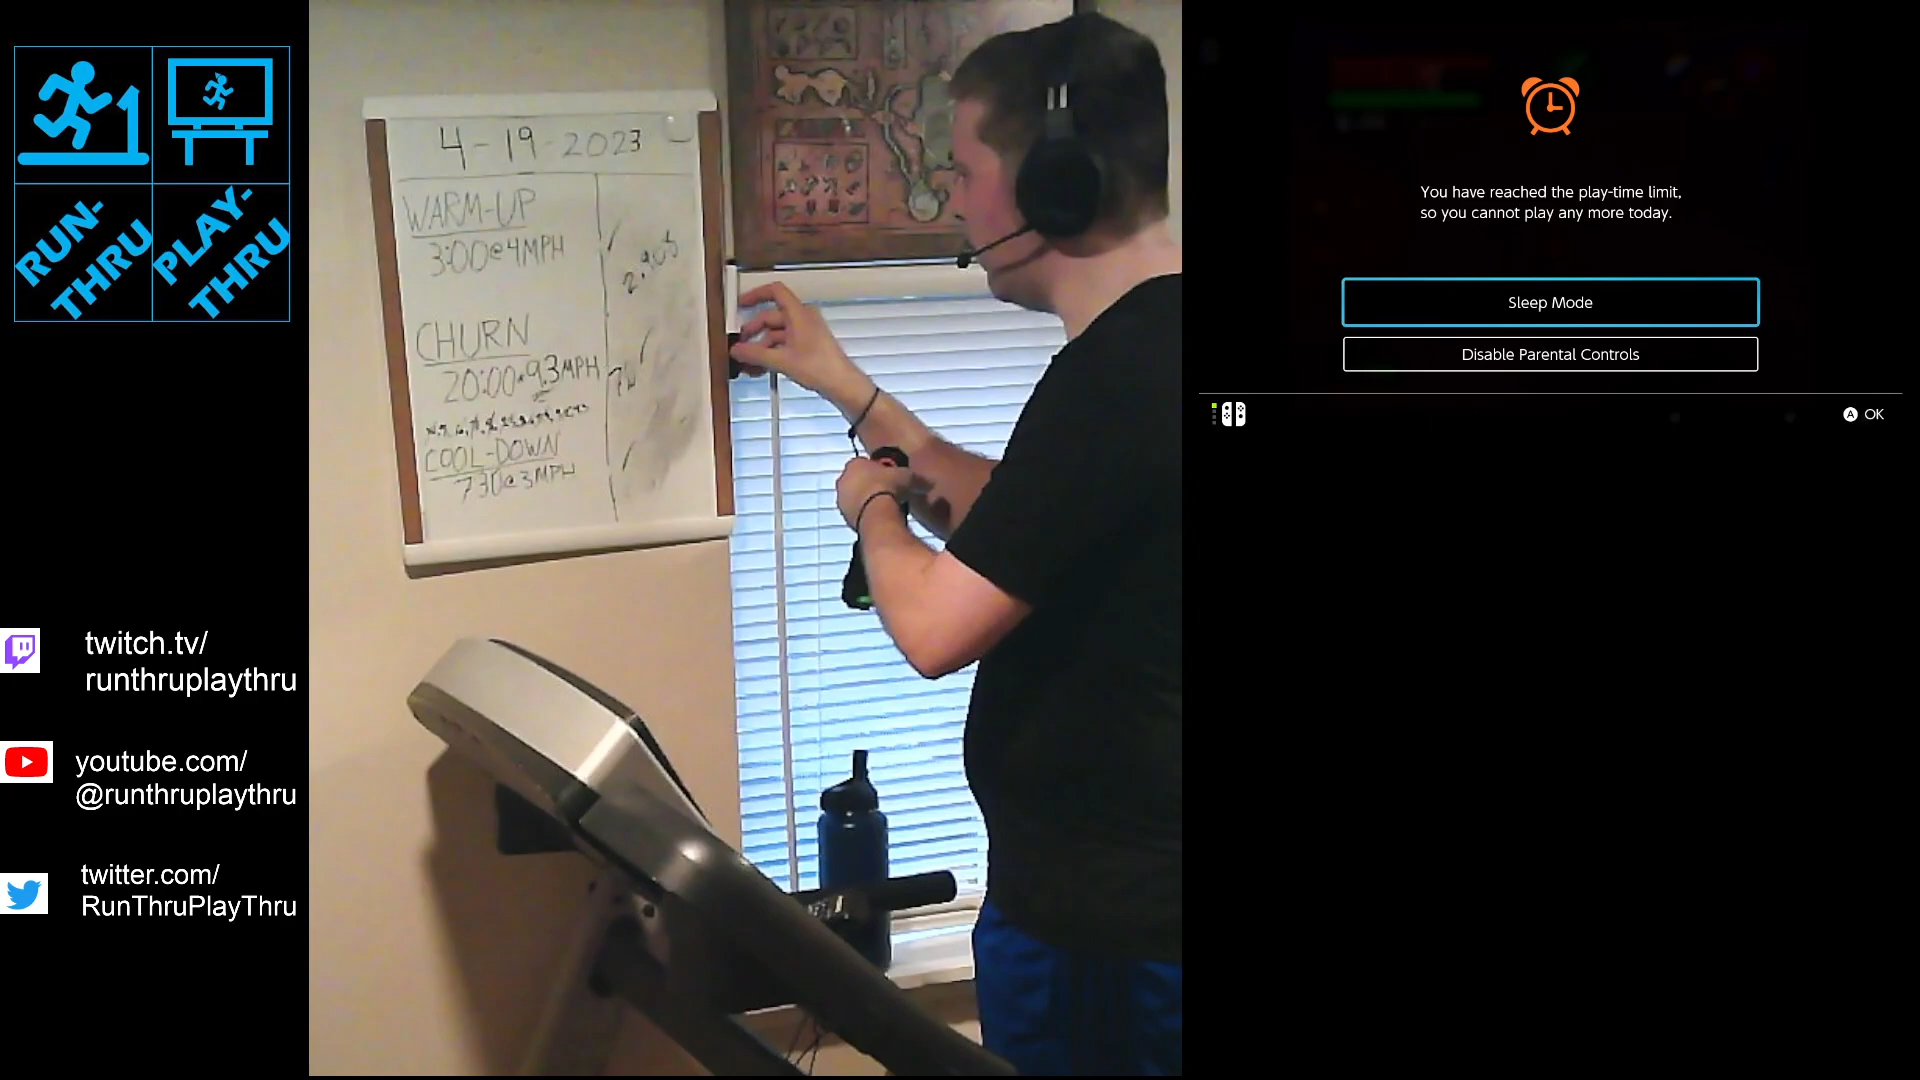 RUN-
THRU
PLAY-
THRU
twitch.tv/
runthruplaythru
youtube.com/
@runthruplaythru
twitter.com/
RunThruPlayThru
4-19-2023
WARM-UP
3:00@4MPH
CHURN
20:00@9.3MPH
COOL-DOWN
730@3MPH
You have reached the play-time limit,
so you cannot play any more today.
Sleep Mode
Disable Parental Controls
A OK